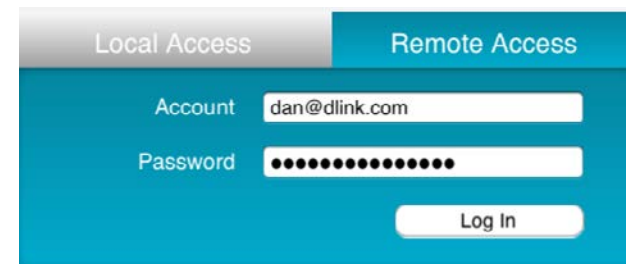 Local Access Remote Access
Account dan@dlink.com
Password ●●●●●●●●●●●●●●●
Log In